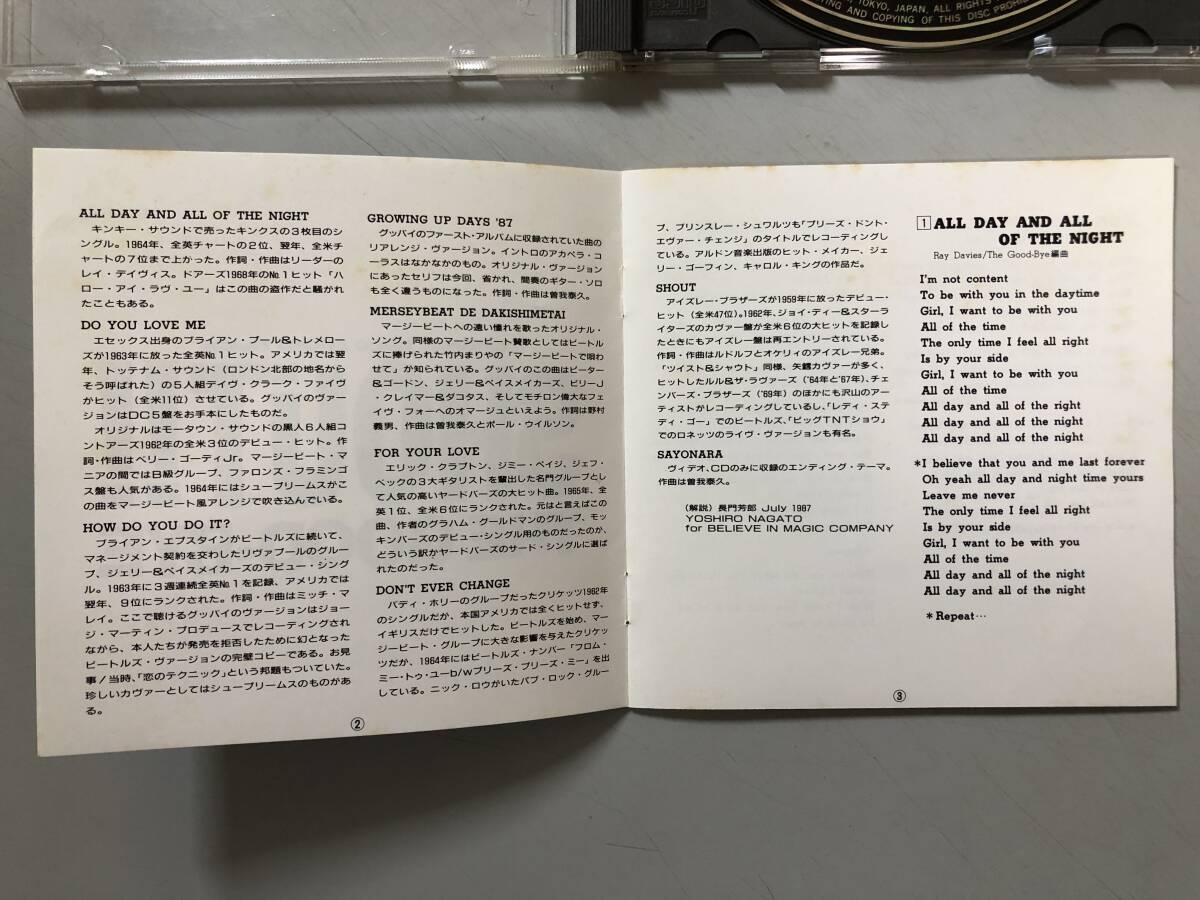 TOKYO, JAPAN, ALL RIGHTS
ING AND COPYING OF THIS DISC PROHI
ALL DAY AND ALL OF THE NIGHT
キンキー・サウンドで売ったキンクスの3枚目のシ
ングル。1964年、全英チャートの2位、翌年、全米チ
ャートの7位まで上がった。作詞・作曲はリーダーの
レイ・デイヴィス。ドアーズ1968年のNo.1ヒット「ハ
ロー・アイ・ラヴ・ユー」はこの曲の盗作だと騒がれ
たこともある。
DO YOU LOVE ME
エセックス出身のブライアン・プール&トレメロー
ズが1963年に放った全英No.1ヒット。アメリカでは翌
年、トッテナム・サウンド(ロンドン北部の地名から
そう呼ばれた)の5人組デイヴ・クラーク・ファイヴ
がヒット(全米11位)させている。グッバイのヴァー
ジョンはDC5盤をお手本にしたものだ。
オリジナルはモータウン・サウンドの黒人6人組コ
ントアーズ1962年の全米3位のデビュー・ヒット。作
詞・作曲はベリー・ゴーディJr。マージービート・マ
ニアの間ではB級グループ、ファロンズ・フラミンゴ
ス盤も人気がある。1964年にはシュープリームスがこ
の曲をマージービート風アレンジで吹き込んでいる。
HOW DO YOU DO IT?
ブライアン・エプスタインがビートルズに続いて、
マネージメント契約を交わしたリヴァプールのグルー
プ、ジェリー&ペイスメイカーズのデビュー・シング
ル。1963年に3週連続全英No.1を記録、アメリカでは
翌年、9位にランクされた。作詞・作曲はミッチ・マ
レイ。ここで聴けるグッバイのヴァージョンはジョー
ジ・マーティン・プロデュースでレコーディングされ
ながら、本人たちが発売を拒否したために幻となった
ビートルズ・ヴァージョンの完璧コピーである。お見
事!当時、「恋のテクニック」という邦題もついていた。
珍しいカヴァーとしてはシュープリームスのものがあ
る。
②
GROWING UP DAYS '87
グッバイのファースト・アルバムに収録されていた曲の
リアレンジ・ヴァージョン。イントロのアカペラ・コ
ーラスはなかなかのもの。オリジナル・ヴァージョン
にあったセリフは今回、省かれ、間奏のギター・ソロ
も全く違うものになった。作詞・作曲は曽我泰久。
MERSEYBEAT DE DAKISHIMETAI
マージービートへの遠い憧れを歌ったオリジナル・
ソング。同様のマージービート賛歌としてはビートル
ズに捧げられた竹内まりやの「マージービートで唄わ
せて」が知られている。グッバイのこの曲はピーター
&ゴードン、ジェリー&ペイスメイカーズ、ビリーJ
・クレイマー&ダコタス、そしてモチロン偉大なフェ
イヴ・フォーへのオマージュといえよう。作詞は野村
義男、作曲は曽我泰久とポール・ウイルソン。
FOR YOUR LOVE
エリック・クラプトン、ジミー・ペイジ、ジェフ・
ベックの3大ギタリストを輩出した名門グループとし
て人気の高いヤードバーズの大ヒット曲。1965年、全
英1位、全米6位にランクされた。元はと言えばこの
曲、作者のグラハム・グールドマンのグループ、モッ
キンバーズのデビュー・シングル用のものだったのか、
どういう訳かヤードバーズのサード・シングルに選ば
れたのだった。
DON'T EVER CHANGE
バディ・ホリーのグループだったクリケッツ1962年
のシングルだか、本国アメリカでは全くヒットせず、
イギリスだけでヒットした。ビートルズを始め、マー
ジービート・グループに大きな影響を与えたクリケッ
ツだか、1964年にはビートルズ・ナンバー「フロム・
ミー・トゥ・ユーb/wプリーズ・プリーズ・ミー」を出
している。ニック・ロウがいたパブ・ロック・グルー
プ、プリンスレー・シュワルツも「プリーズ・ドント・
エヴァー・チェンジ」のタイトルでレコーディングし
ている。アルドン音楽出版のヒット・メイカー、ジェ
リー・ゴーフィン、キャロル・キングの作品だ。
SHOUT
アイズレー・ブラザーズが1959年に放ったデビュー・
ヒット(全米47位)。1962年、ジョイ・ディー&スターラ
イターズのカヴァー盤が全米6位の大ヒットを記録し
たときにもアイズレー盤は再エントリーされている。
作詞・作曲はルドルフとオケリィのアイズレー兄弟。
「ツイスト&シャウト」同様、矢鱈カヴァーが多く、
ヒットしたルル&ザ・ラヴァーズ('64年と'67年)、チェ
ンバーズ・ブラザーズ('69年)のほかにも沢山のアー
ティストがレコーディングしているし、「レディ・ステ
ディ・ゴー」でのビートルズ、「ビッグTNTショウ」
でのロネッツのライヴ・ヴァージョンも有名。
SAYONARA
ヴィデオ、CDのみに収録のエンディング・テーマ。
作曲は曽我泰久。
(解説)長門芳郎 July 1987
YOSHIRO NAGATO
for BELIEVE IN MAGIC COMPANY
1 ALL DAY AND ALL
OF THE NIGHT
Ray Davies/The Good-Bye編曲
I'm not content
To be with you in the daytime
Girl, I want to be with you
All of the time
The only time I feel all right
Is by your side
Girl, I want to be with you
All of the time
All day and all of the right
All day and all of the night
All day and all of the night
*I believe that you and me last forever
Oh yeah all day and night time yours
Leave me never
The only time I feel all right
Is by your side
Girl, I want to be with you
All of the time
All day and all of the night
All day and all of the night
*Repeat…
③